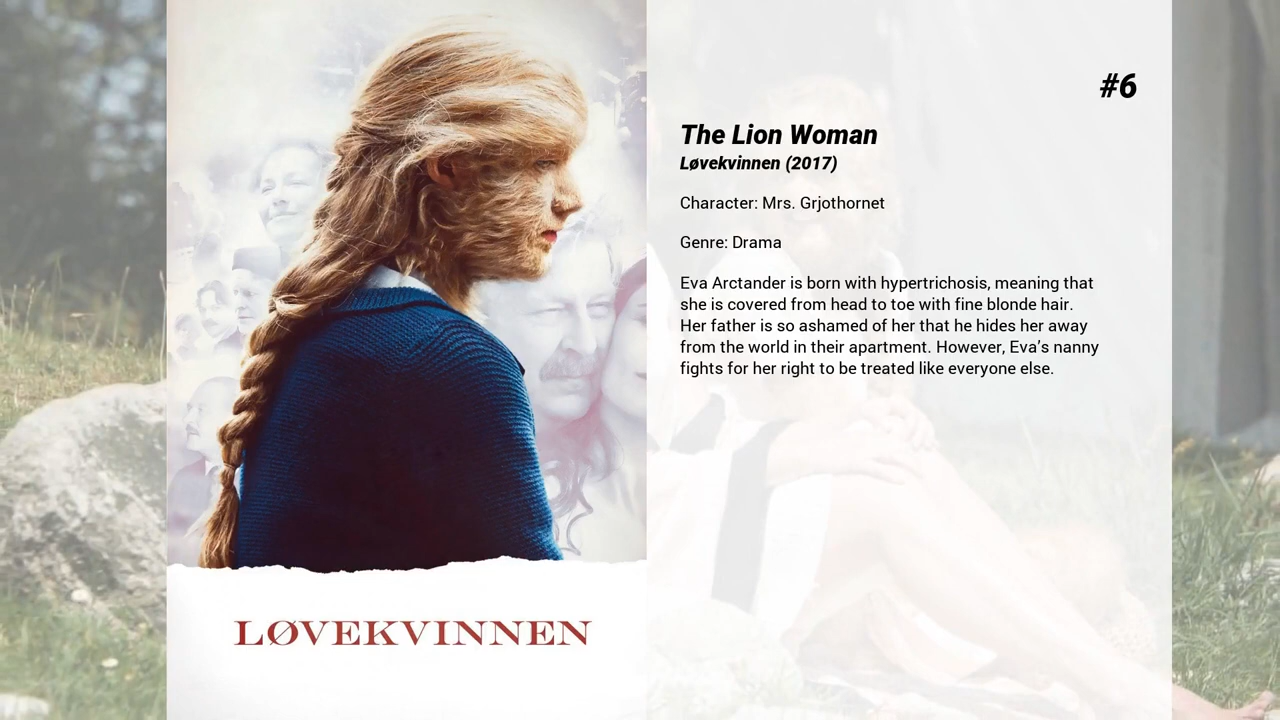 #6
The Lion Woman
Løvekvinnen (2017)
Character: Mrs. Grjothornet
Genre: Drama
Eva Arctander is born with hypertrichosis, meaning that
she is covered from head to toe with fine blonde hair.
Her father is so ashamed of her that he hides her away
from the world in their apartment. However, Eva’s nanny
fights for her right to be treated like everyone else.
LØVEKVINNEN